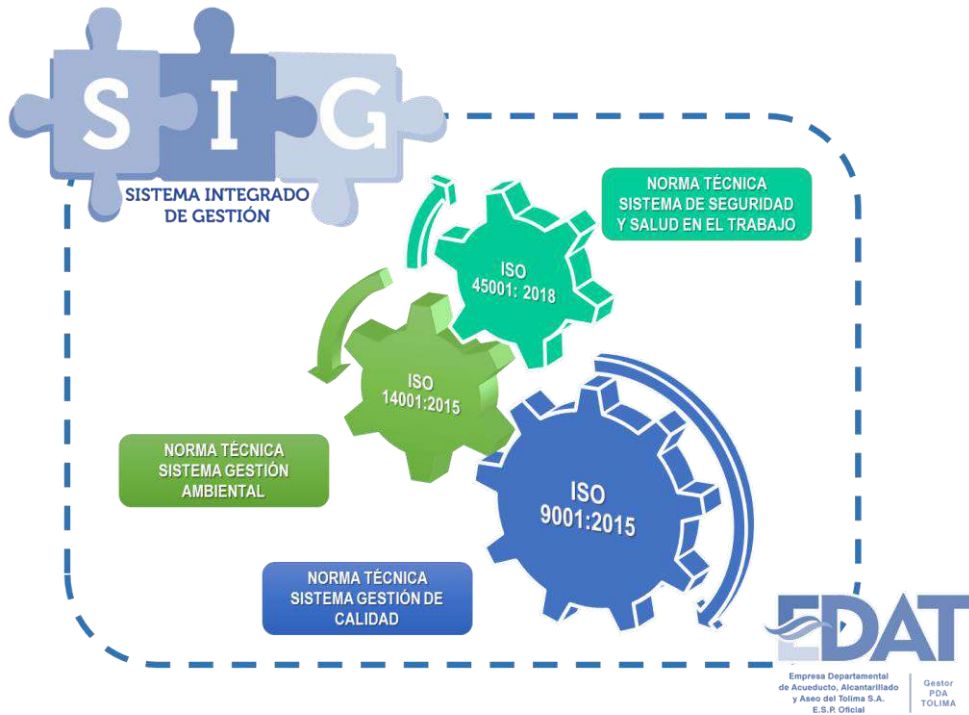 SIG
SISTEMA INTEGRADO
DE GESTIÓN
NORMA TÉCNICA
SISTEMA DE SEGURIDAD
Y SALUD EN EL TRABAJO
ISO
45001: 2018
ISO
14001:2015
NORMA TÉCNICA
SISTEMA GESTIÓN
AMBIENTAL
ISO
9001:2015
NORMA TÉCNICA
SISTEMA GESTIÓN DE
CALIDAD
EDAT
Empresa Departamental
de Acueducto, Alcantarillado
y Aseo del Tolima S.A.
E.S.P. Oficial
Gestor
PDA
TOLIMA